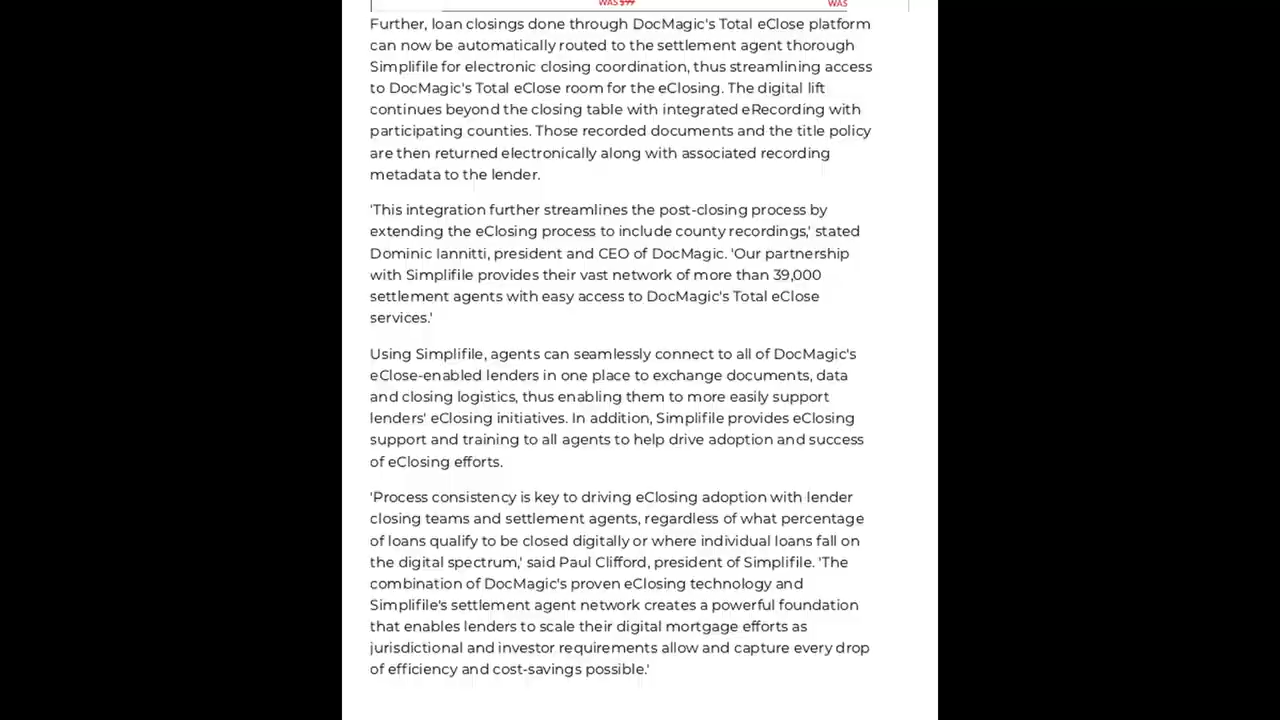 WAS $99 WAS
Further, loan closings done through DocMagic's Total eClose platform
can now be automatically routed to the settlement agent thorough
Simplifile for electronic closing coordination, thus streamlining access
to DocMagic's Total eClose room for the eClosing. The digital lift
continues beyond the closing table with integrated eRecording with
participating counties. Those recorded documents and the title policy
are then returned electronically along with associated recording
metadata to the lender.
'This integration further streamlines the post-closing process by
extending the eClosing process to include county recordings,' stated
Dominic Iannitti, president and CEO of DocMagic. 'Our partnership
with Simplifile provides their vast network of more than 39,000
settlement agents with easy access to DocMagic's Total eClose
services.'
Using Simplifile, agents can seamlessly connect to all of DocMagic's
eClose-enabled lenders in one place to exchange documents, data
and closing logistics, thus enabling them to more easily support
lenders' eClosing initiatives. In addition, Simplifile provides eClosing
support and training to all agents to help drive adoption and success
of eClosing efforts.
'Process consistency is key to driving eClosing adoption with lender
closing teams and settlement agents, regardless of what percentage
of loans qualify to be closed digitally or where individual loans fall on
the digital spectrum,' said Paul Clifford, president of Simplifile. 'The
combination of DocMagic's proven eClosing technology and
Simplifile's settlement agent network creates a powerful foundation
that enables lenders to scale their digital mortgage efforts as
jurisdictional and investor requirements allow and capture every drop
of efficiency and cost-savings possible.'